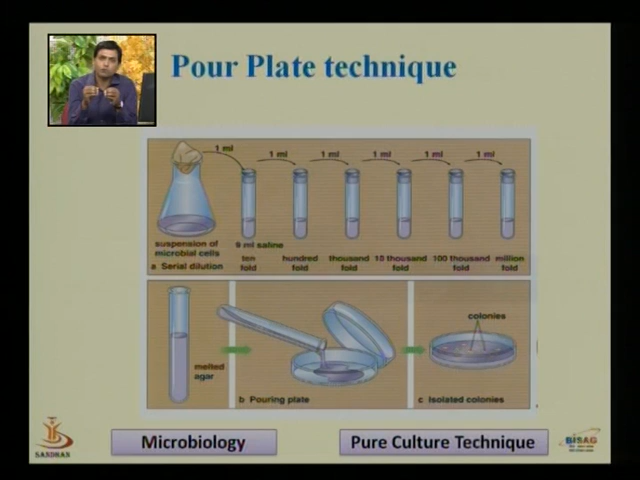 Pour Plate technique
1 ml 1 ml 1 ml 1 ml 1 ml 1 ml
suspension of
microbial cells
9 ml saline
a Serial dilution
ten
fold
hundred
fold
thousand
fold
10 thousand
fold
100 thousand
fold
million
fold
melted
agar
b Pouring plate
colonies
c Isolated colonies
SANDHAN
Microbiology
Pure Culture Technique
BISAG